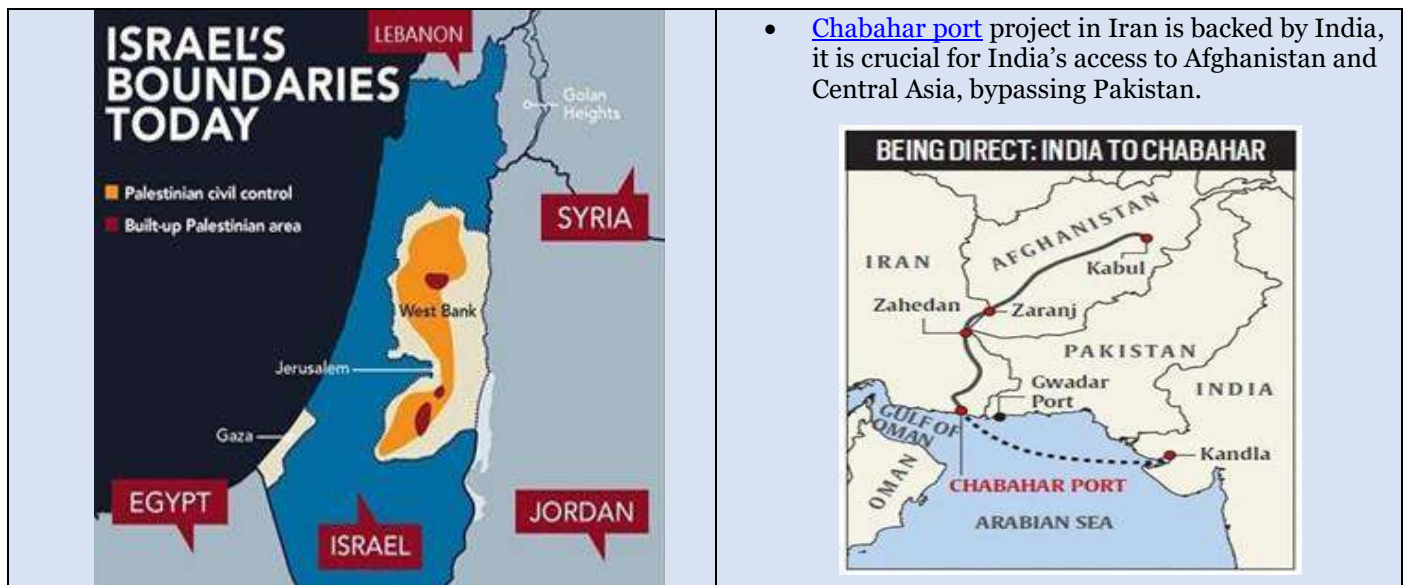 ISRAEL'S
BOUNDARIES
TODAY
Palestinian civil control
Built-up Palestinian area
LEBANON
Golan
Heights
SYRIA
West Bank
Jerusalem
Gaza
EGYPT
ISRAEL
JORDAN
• Chabahar port project in Iran is backed by India,
it is crucial for India’s access to Afghanistan and
Central Asia, bypassing Pakistan.
BEING DIRECT: INDIA TO CHABAHAR
AFGHANISTAN
IRAN
Kabul
Zahedan
Zaranj
PAKISTAN
Gwadar
Port
INDIA
GULF OF
OMAN
Kandla
OMAN
CHABAHAR PORT
ARABIAN SEA